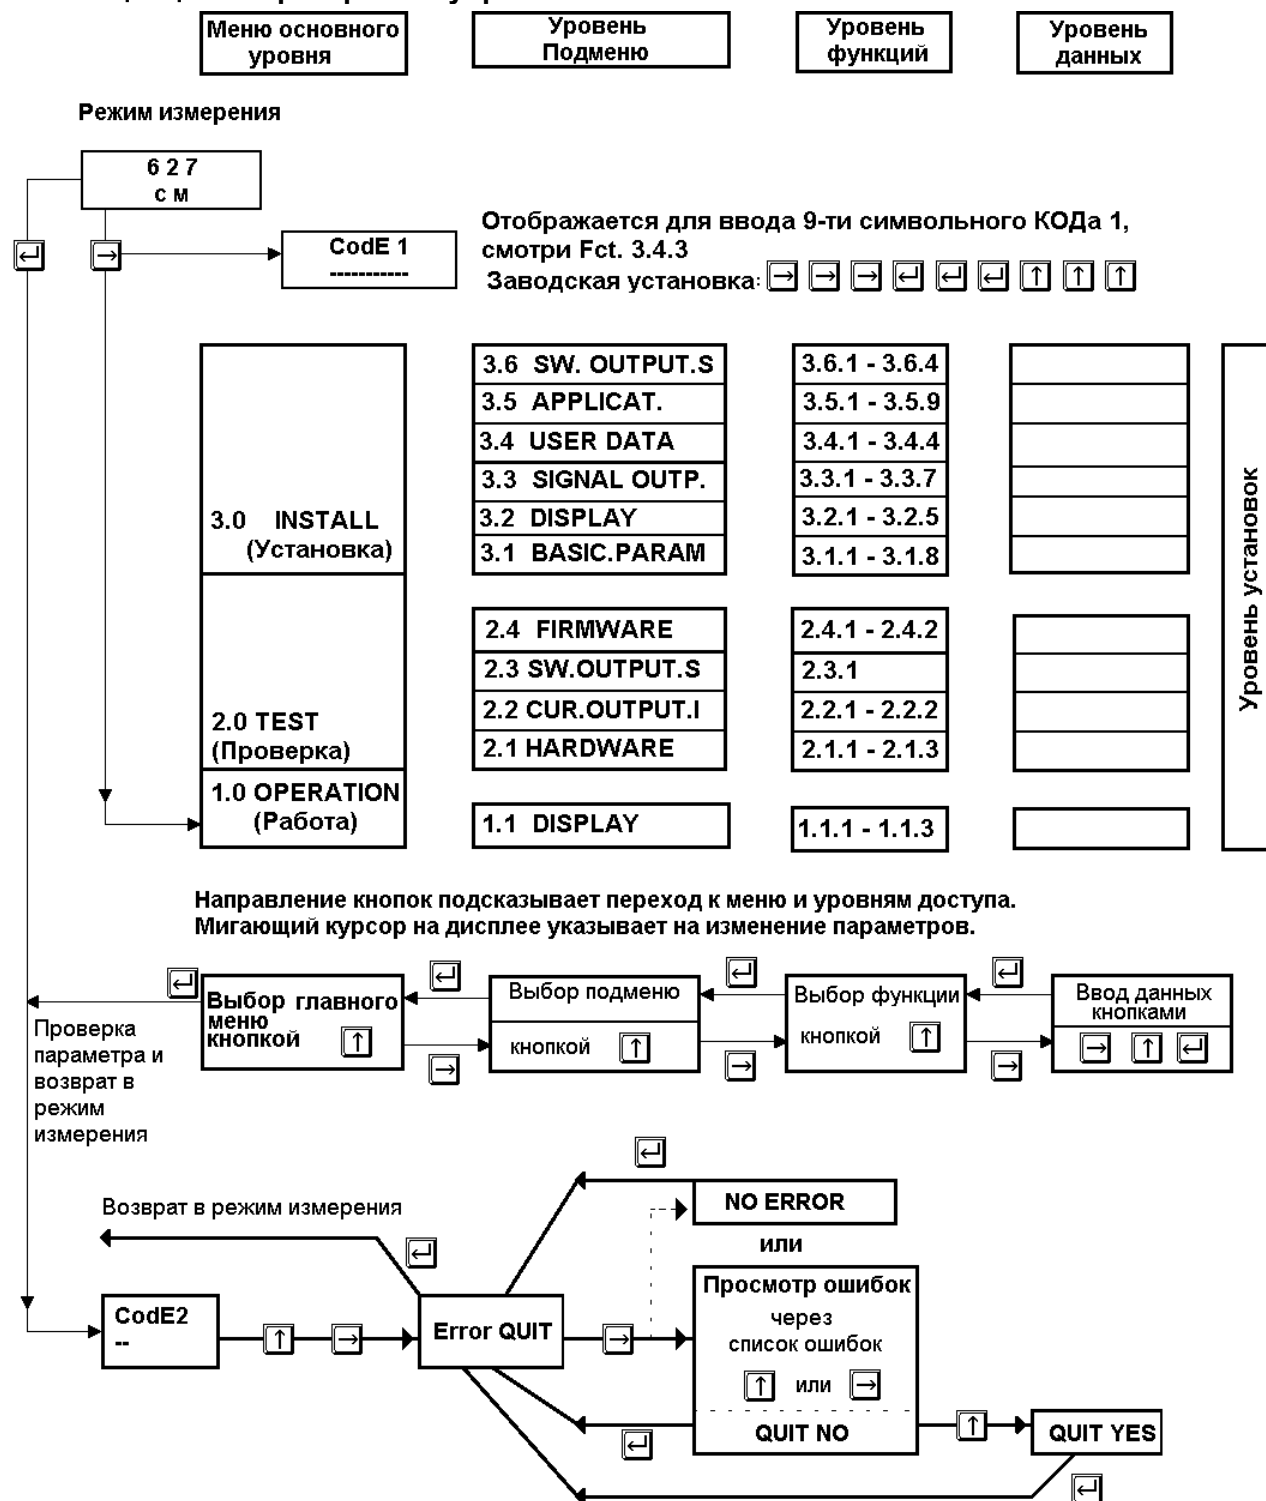 Меню основного уровня
Уровень Подменю
Уровень функций
Уровень данных
Режим измерения
6 2 7
с м
CodE 1
-----------
Отображается для ввода 9-ти символьного КОДа 1,
смотри Fct. 3.4.3
Заводская установка: → → → ↵ ↵ ↵ ↑ ↑ ↑
3.6 SW. OUTPUT.S 3.6.1 - 3.6.4
3.5 APPLICAT. 3.5.1 - 3.5.9
3.4 USER DATA 3.4.1 - 3.4.4
3.3 SIGNAL OUTP. 3.3.1 - 3.3.7
3.0 INSTALL
(Установка)
3.2 DISPLAY 3.2.1 - 3.2.5
3.1 BASIC.PARAM 3.1.1 - 3.1.8
2.4 FIRMWARE 2.4.1 - 2.4.2
2.3 SW.OUTPUT.S 2.3.1
2.0 TEST
(Проверка)
2.2 CUR.OUTPUT.I 2.2.1 - 2.2.2
2.1 HARDWARE 2.1.1 - 2.1.3
1.0 OPERATION
(Работа)
1.1 DISPLAY 1.1.1 - 1.1.3
Уровень установок
Направление кнопок подсказывает переход к меню и уровням доступа.
Мигающий курсор на дисплее указывает на изменение параметров.
Выбор главного
меню
кнопкой ↑
Выбор подменю
кнопкой ↑
Выбор функции
кнопкой ↑
Ввод данных
кнопками
→ ↑ ↵
Проверка
параметра и
возврат в
режим
измерения
Возврат в режим измерения
NO ERROR
или
CodE2
--
Error QUIT
Просмотр ошибок
через
список ошибок
↑ или →
QUIT NO
QUIT YES